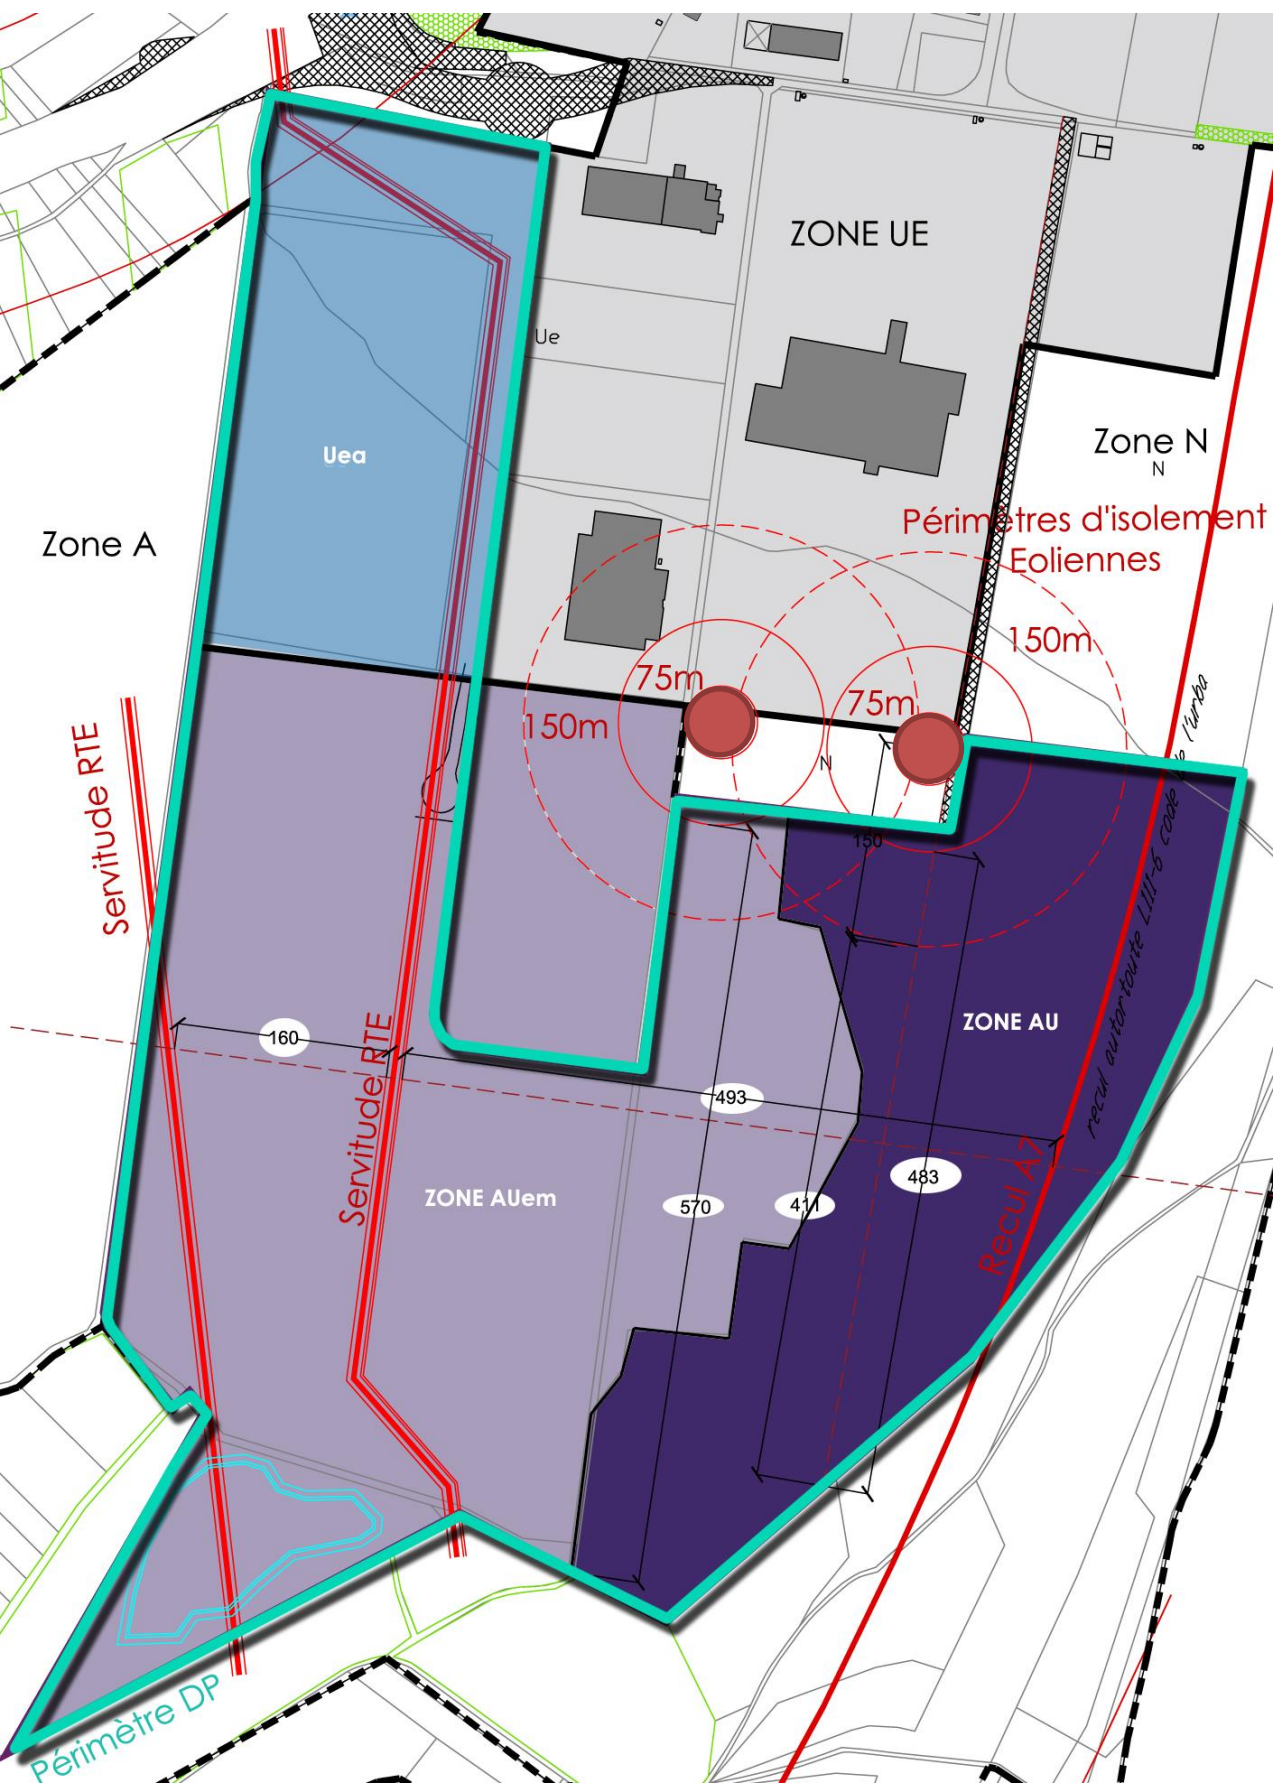 ZONE UE
Ue
Zone N
N
Uea
Périmètres d'isolement
Eoliennes
Zone A
150m
75m
75m
150m
N
Servitude RTE
150
recul autortoute L111-6 code de l'urba
ZONE AU
160
Servitude RTE
493
483
Recul A7
ZONE AUem
570
411
Périmètre DP